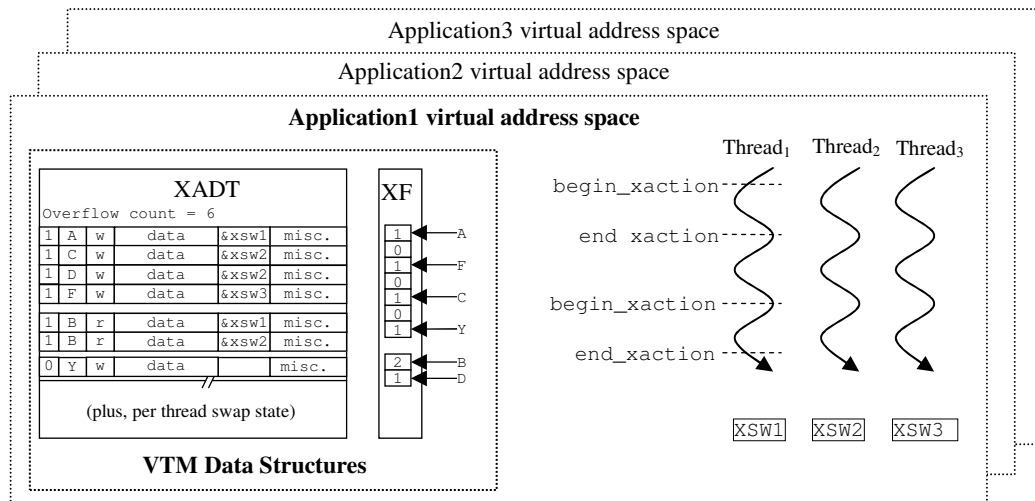 Application3 virtual address space
Application2 virtual address space
Application1 virtual address space
XADT
Overflow count = 6
1 A w data &xsw1 misc.
1 C w data &xsw2 misc.
1 D w data &xsw2 misc.
1 F w data &xsw3 misc.
1 B r data &xsw1 misc.
1 B r data &xsw2 misc.
0 Y w data misc.
(plus, per thread swap state)
XF
1 A
0
1 F
0
1 C
0
1 Y
2 B
1 D
VTM Data Structures
Thread1 Thread2 Thread3
begin_xaction
end xaction
begin_xaction
end_xaction
XSW1 XSW2 XSW3